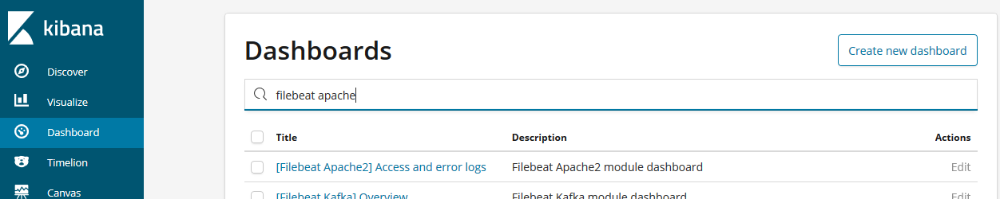 kibana
Discover
Visualize
Dashboard
Timelion
Canvas
Dashboards
Create new dashboard
filebeat apache
Title Description Actions
[Filebeat Apache2] Access and error logs Filebeat Apache2 module dashboard Edit
[Filebeat Kafka] Overview Filebeat Kafka module dashboard Edit